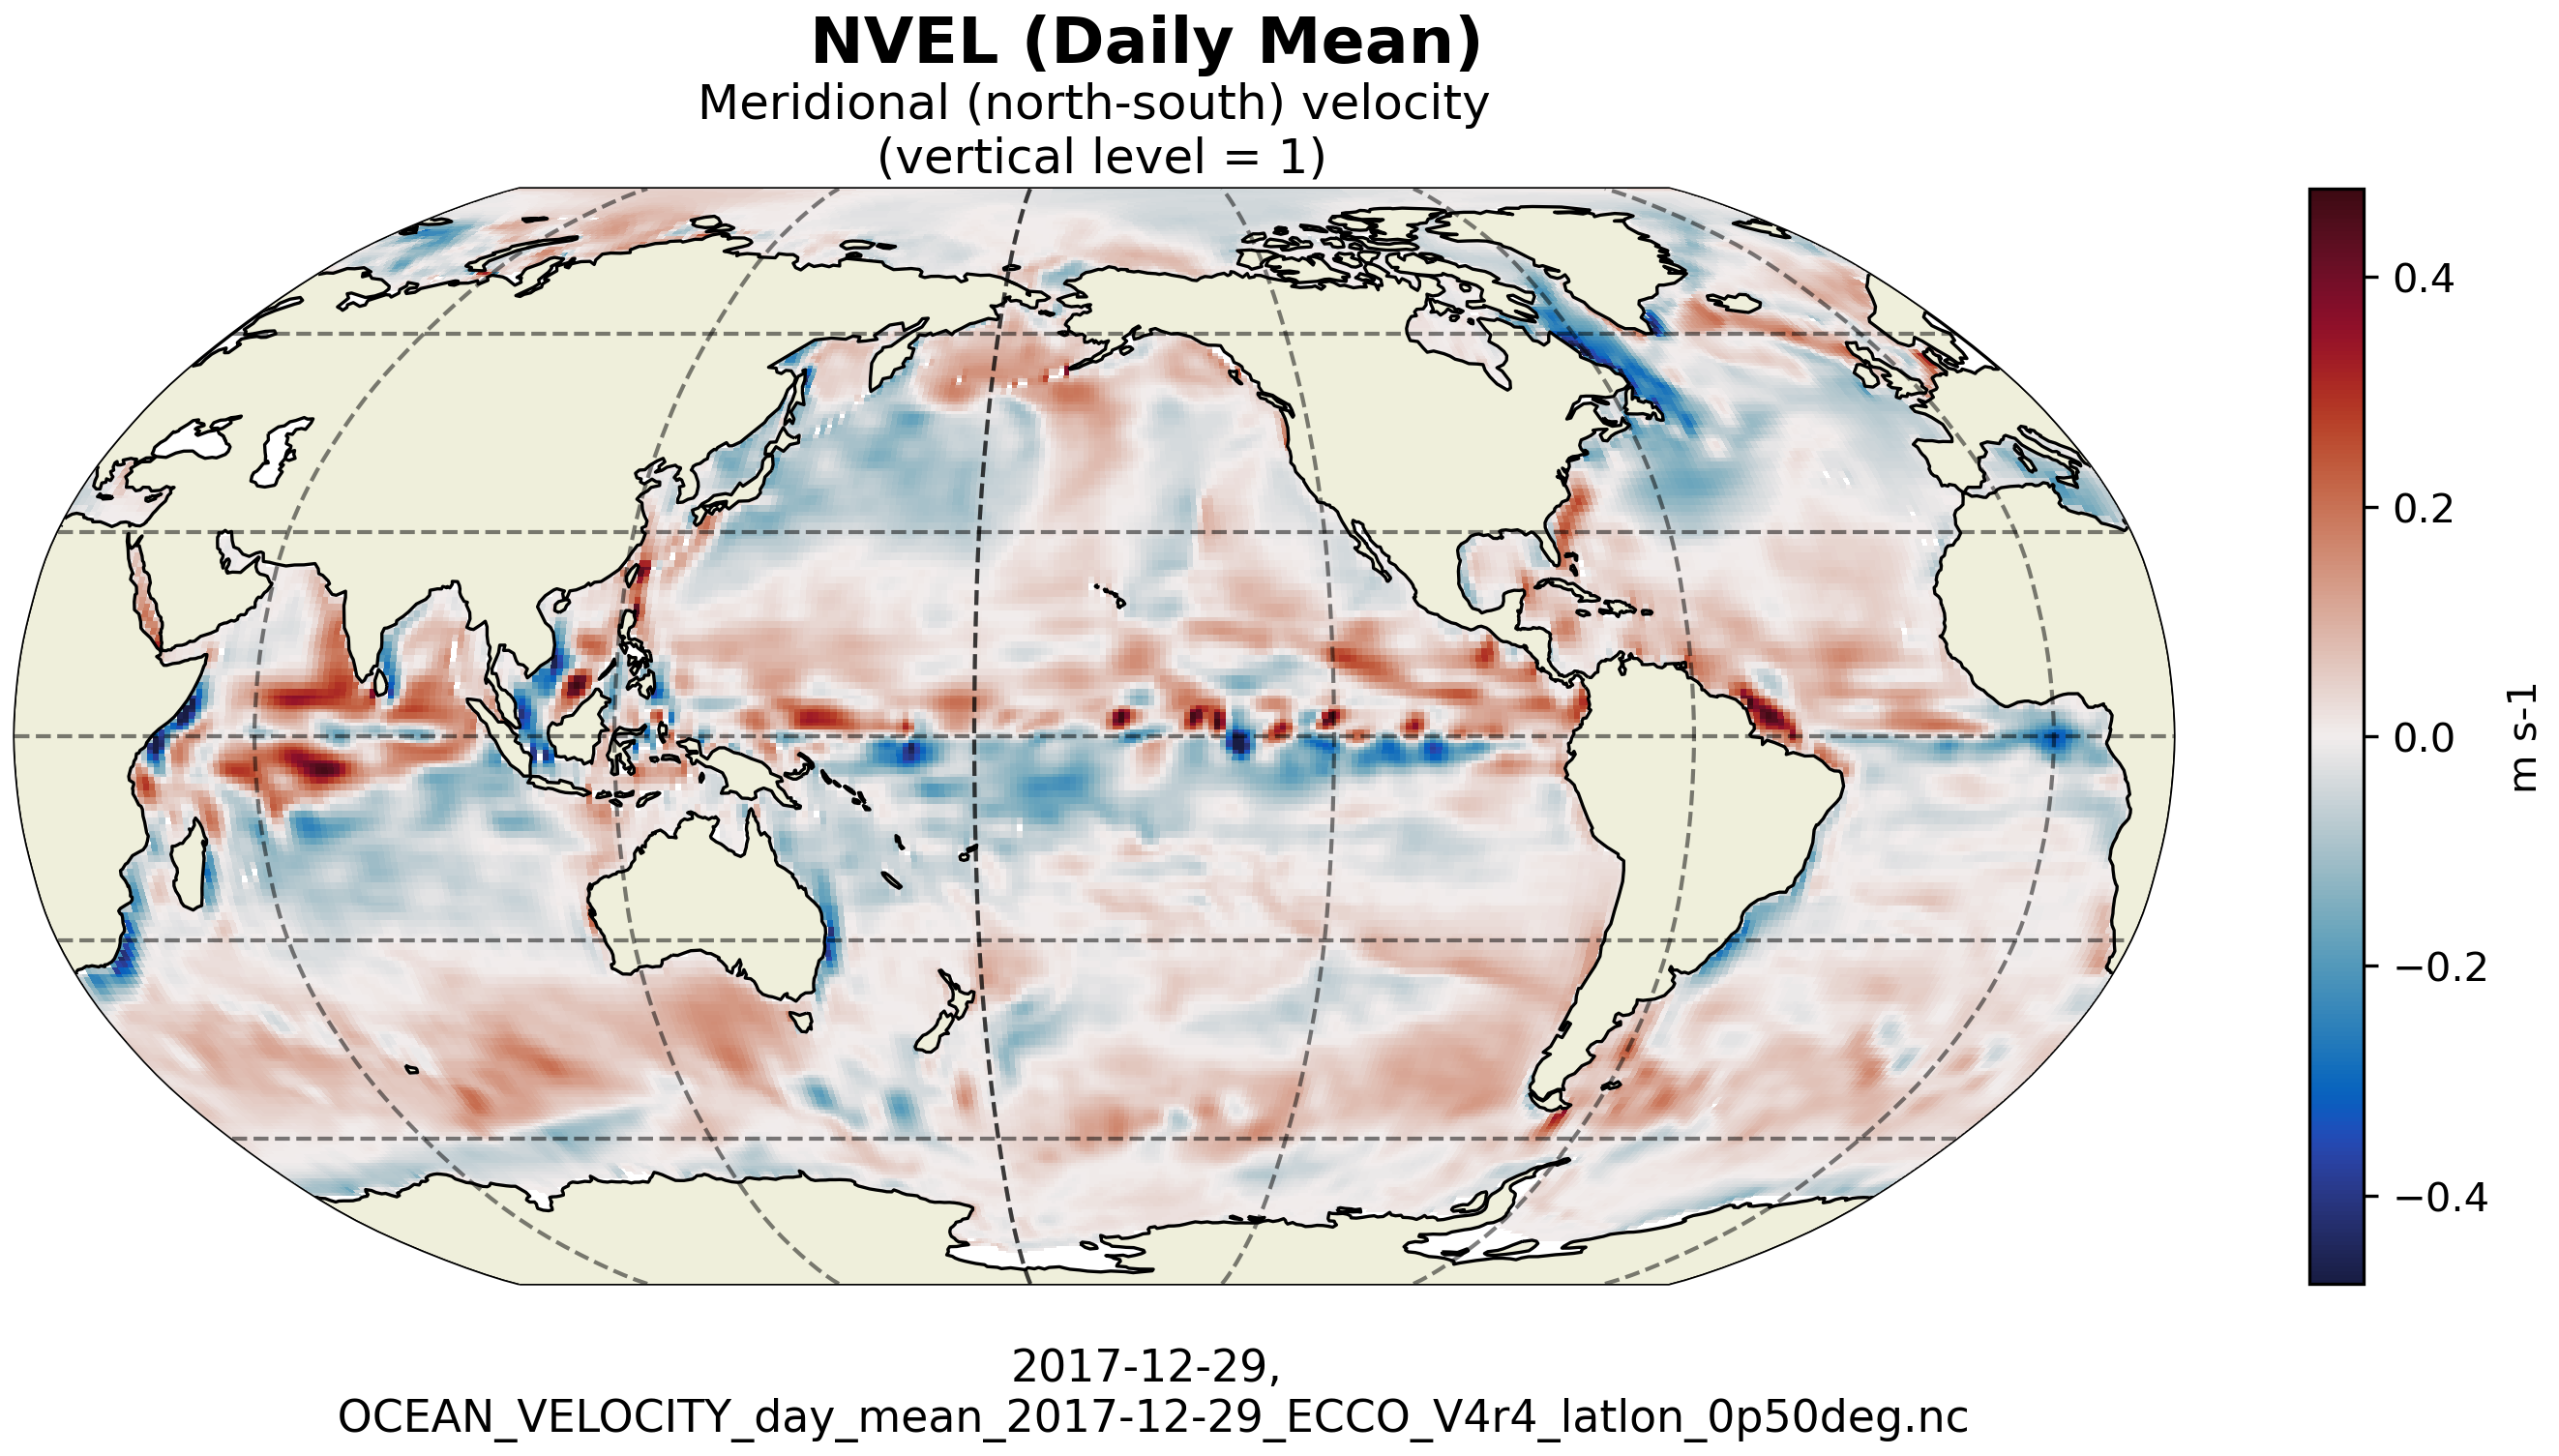 NVEL (Daily Mean)
Meridional (north-south) velocity
(vertical level = 1)
0.4
0.2
0.0
−0.2
−0.4
m s-1
2017-12-29,
OCEAN_VELOCITY_day_mean_2017-12-29_ECCO_V4r4_latlon_0p50deg.nc